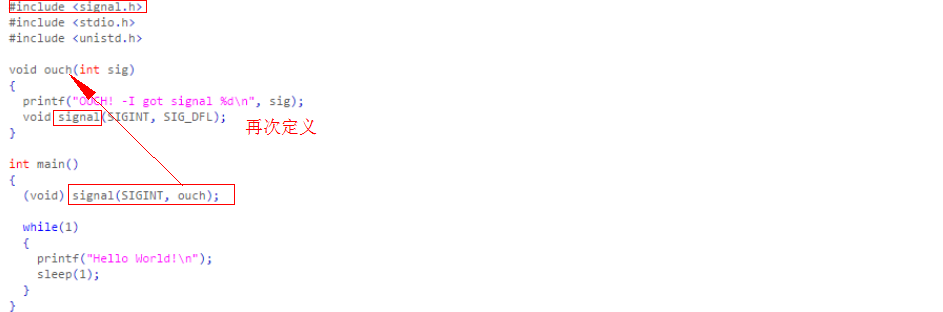 #include <signal.h>
#include <stdio.h>
#include <unistd.h>
void ouch(int sig)
{
printf("OUCH! -I got signal %d\n", sig);
void signal(SIGINT, SIG_DFL);
再次定义
}
int main()
{
(void) signal(SIGINT, ouch);
while(1)
{
printf("Hello World!\n");
sleep(1);
}
}